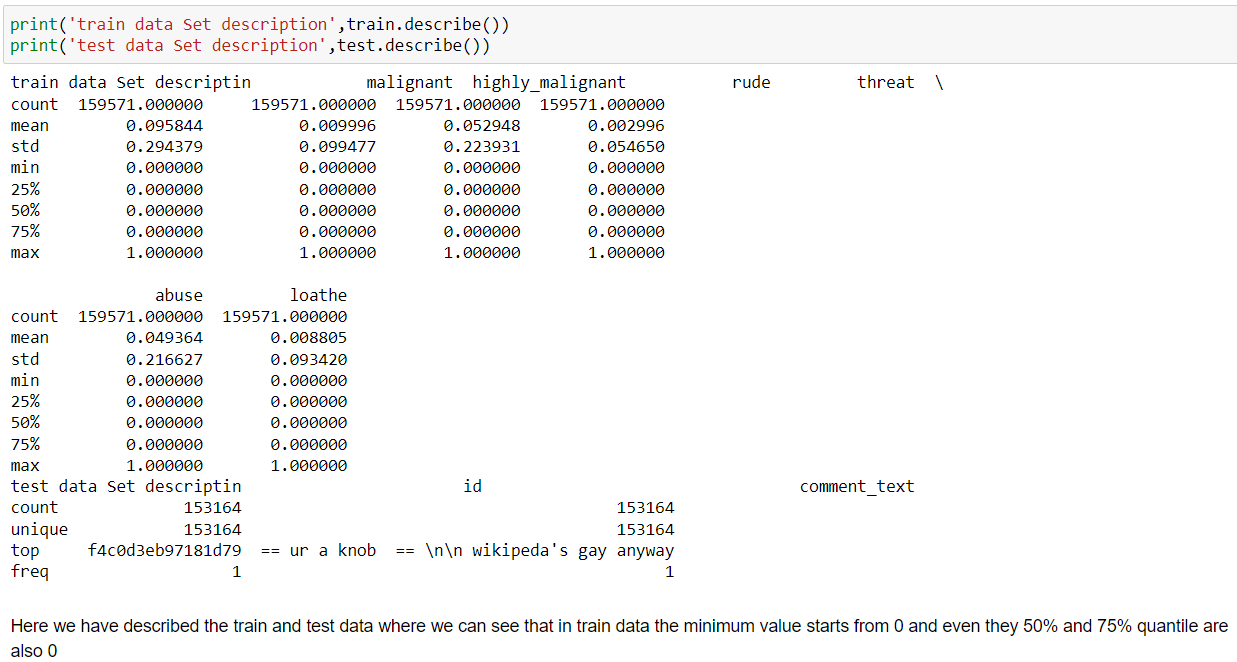 print('train data Set description',train.describe())
print('test data Set description',test.describe())
train data Set descriptin            malignant  highly_malignant           rude         threat  \
count  159571.000000     159571.000000  159571.000000  159571.000000
mean        0.095844          0.009996       0.052948       0.002996
std         0.294379          0.099477       0.223931       0.054650
min         0.000000          0.000000       0.000000       0.000000
25%         0.000000          0.000000       0.000000       0.000000
50%         0.000000          0.000000       0.000000       0.000000
75%         0.000000          0.000000       0.000000       0.000000
max         1.000000          1.000000       1.000000       1.000000
abuse         loathe
count  159571.000000  159571.000000
mean        0.049364       0.008805
std         0.216627       0.093420
min         0.000000       0.000000
25%         0.000000       0.000000
50%         0.000000       0.000000
75%         0.000000       0.000000
max         1.000000       1.000000
test data Set descriptin                       id                                 comment_text
count             153164                                       153164
unique            153164                                       153164
top     f4c0d3eb97181d79  == ur a knob  == \n\n wikipeda's gay anyway
freq                   1                                            1
Here we have described the train and test data where we can see that in train data the minimum value starts from 0 and even they 50% and 75% quantile are
also 0